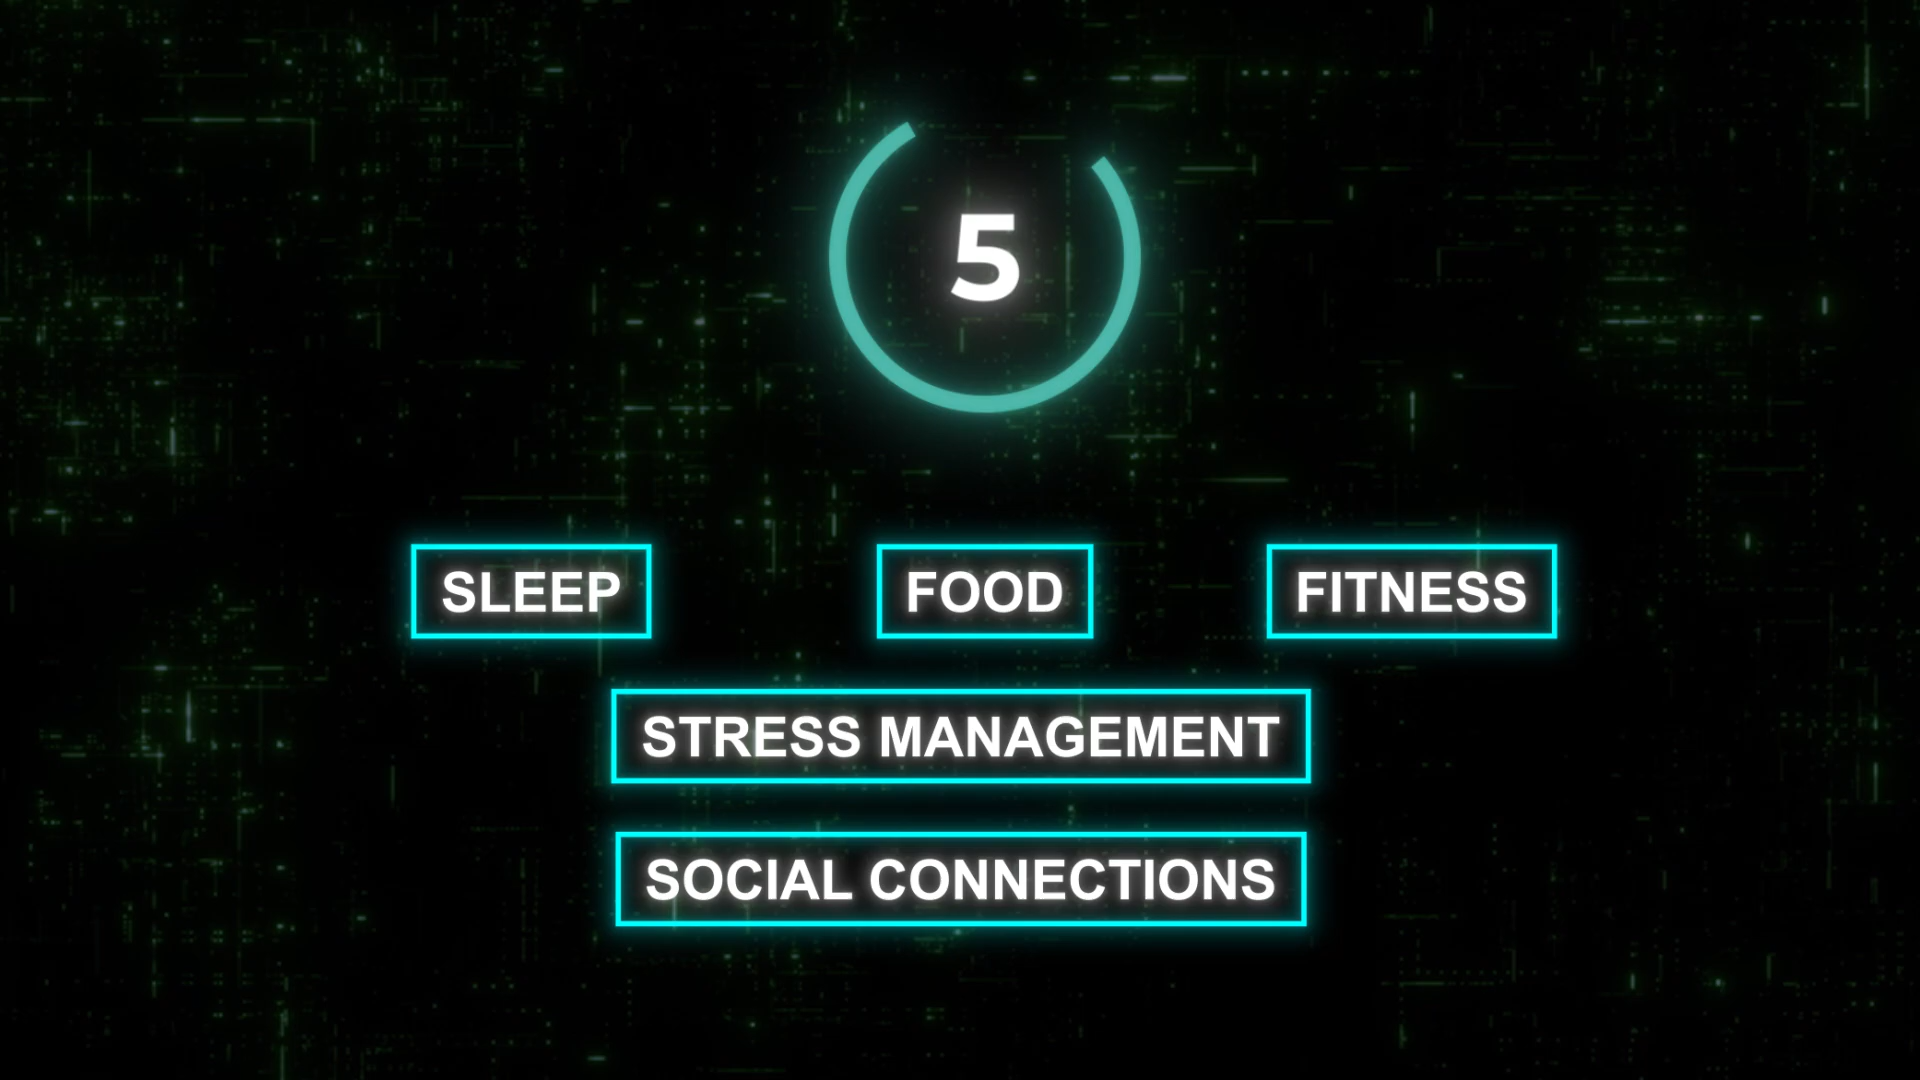 5
SLEEP
FOOD
FITNESS
STRESS MANAGEMENT
SOCIAL CONNECTIONS